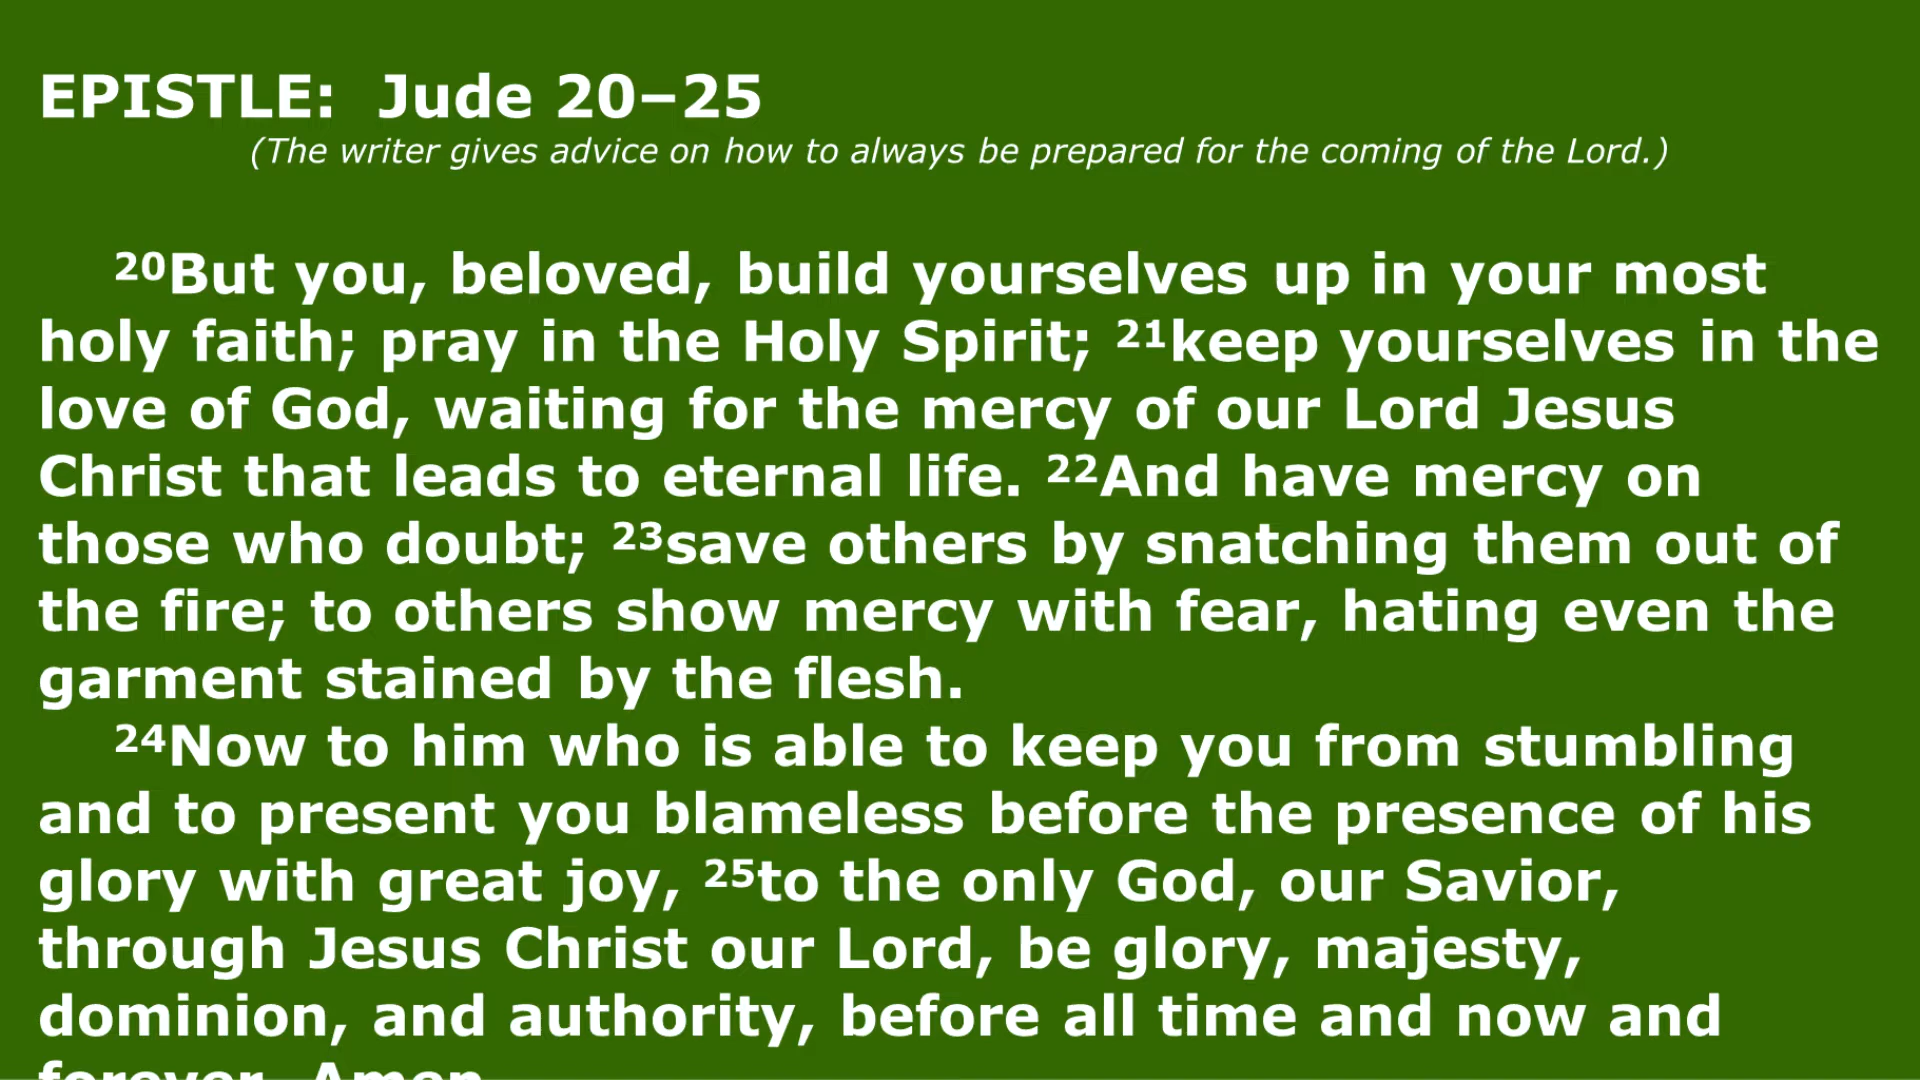 EPISTLE: Jude 20–25
(The writer gives advice on how to always be prepared for the coming of the Lord.)
²⁰But you, beloved, build yourselves up in your most
holy faith; pray in the Holy Spirit; ²¹keep yourselves in the
love of God, waiting for the mercy of our Lord Jesus
Christ that leads to eternal life. ²²And have mercy on
those who doubt; ²³save others by snatching them out of
the fire; to others show mercy with fear, hating even the
garment stained by the flesh.
²⁴Now to him who is able to keep you from stumbling
and to present you blameless before the presence of his
glory with great joy, ²⁵to the only God, our Savior,
through Jesus Christ our Lord, be glory, majesty,
dominion, and authority, before all time and now and
forever. Amen.